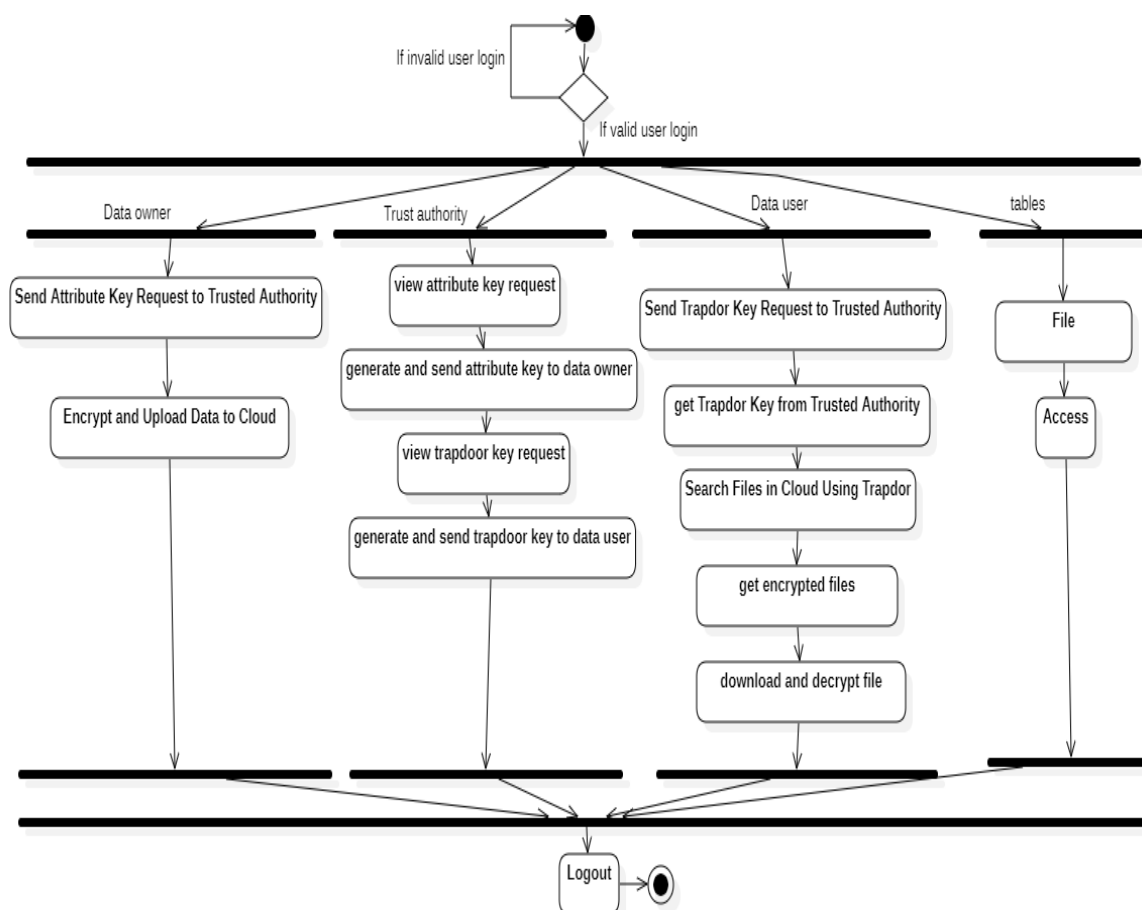 If invalid user login
If valid user login
Data owner
Trust authority
Data user
tables
Send Attribute Key Request to Trusted Authority
Encrypt and Upload Data to Cloud
view attribute key request
generate and send attribute key to data owner
view trapdoor key request
generate and send trapdoor key to data user
Send Trapdor Key Request to Trusted Authority
get Trapdor Key from Trusted Authority
Search Files in Cloud Using Trapdor
get encrypted files
download and decrypt file
File
Access
Logout